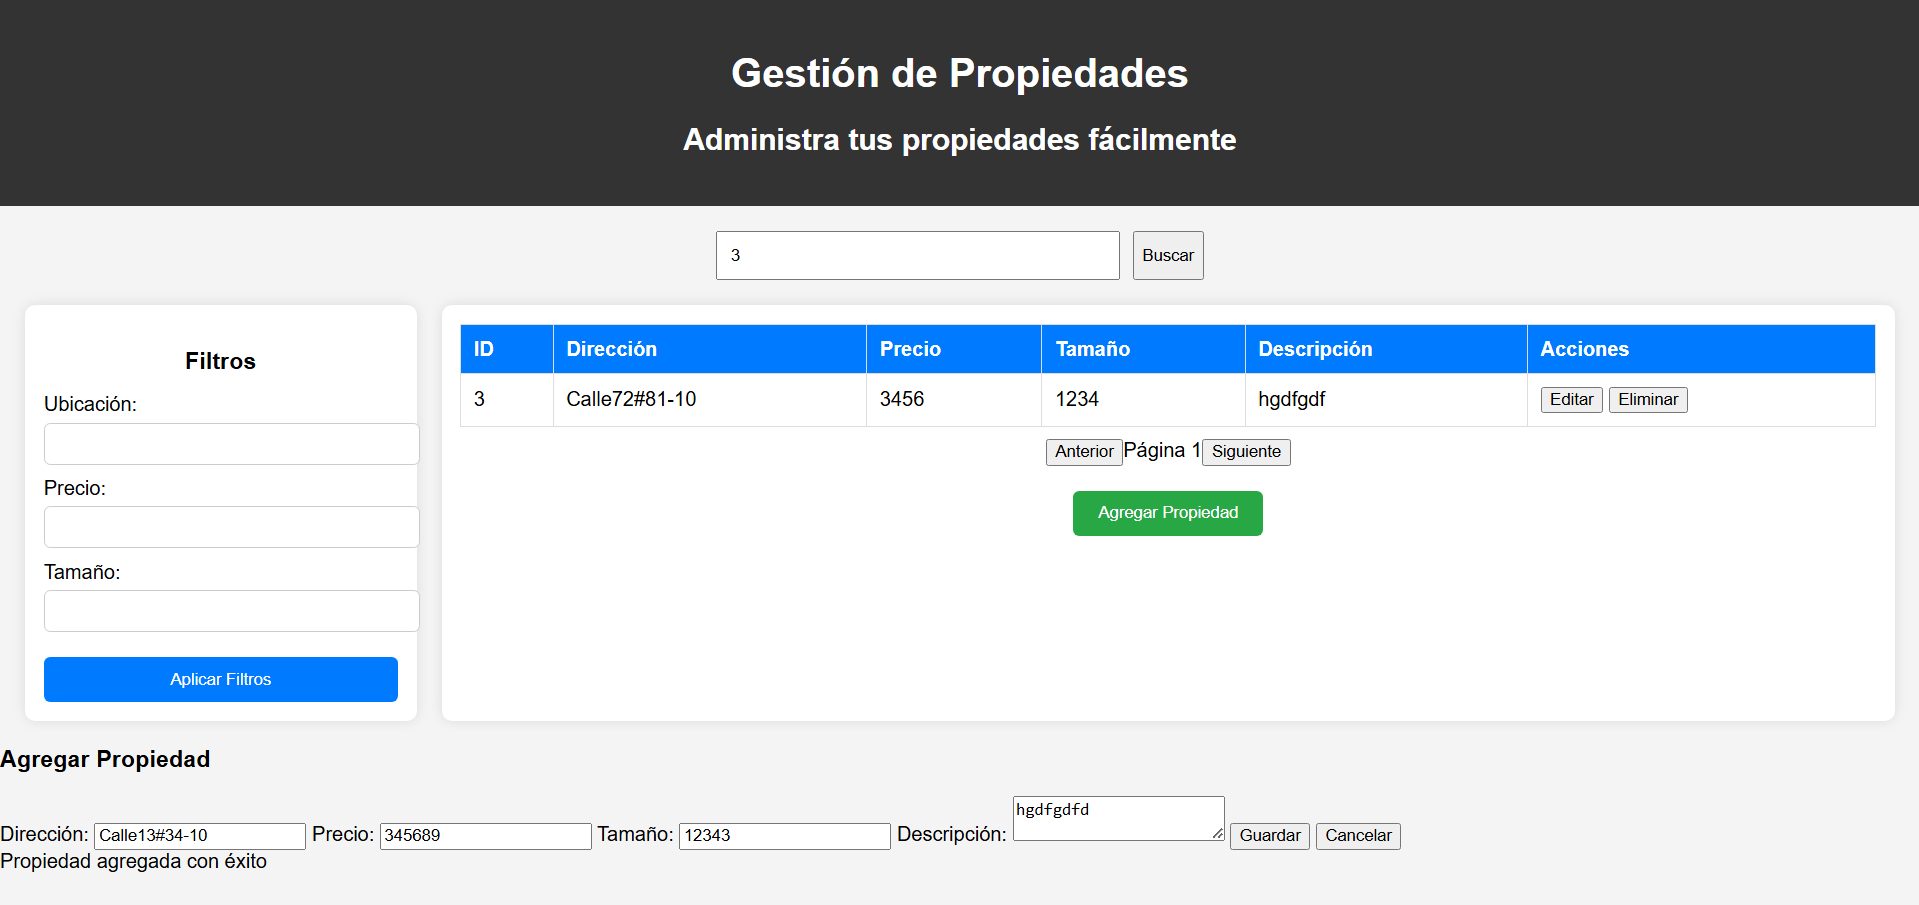 Gestión de Propiedades
Administra tus propiedades fácilmente
3 Buscar
Filtros
Ubicación:
Precio:
Tamaño:
Aplicar Filtros
ID Dirección Precio Tamaño Descripción Acciones
3 Calle72#81-10 3456 1234 hgdfgdf Editar Eliminar
Anterior Página 1 Siguiente
Agregar Propiedad
Agregar Propiedad
Dirección: Calle13#34-10 Precio: 345689 Tamaño: 12343 Descripción: hgdfgdfd Guardar Cancelar
Propiedad agregada con éxito